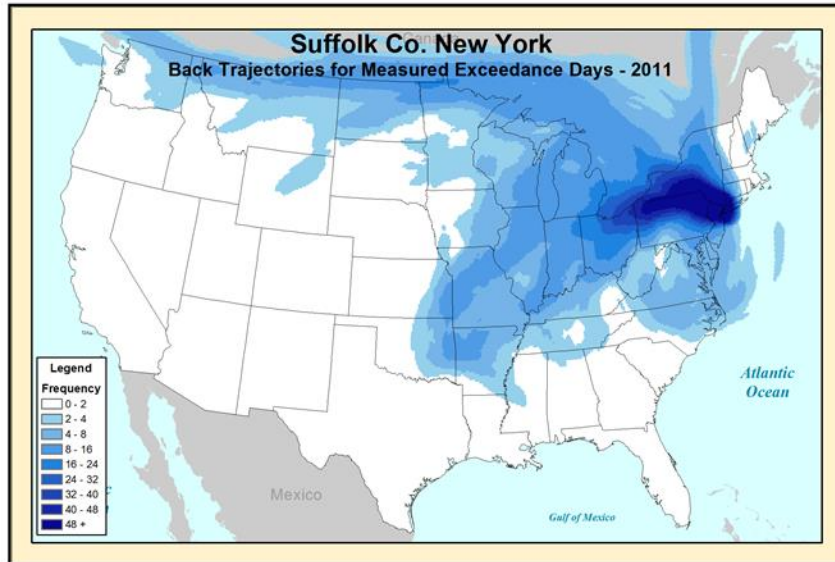 Canada
Suffolk Co. New York
Back Trajectories for Measured Exceedance Days - 2011
Legend
Frequency
0 - 2
2 - 4
4 - 8
8 - 16
16 - 24
24 - 32
32 - 40
40 - 48
48 +
Atlantic
Ocean
Mexico
Gulf of Mexico